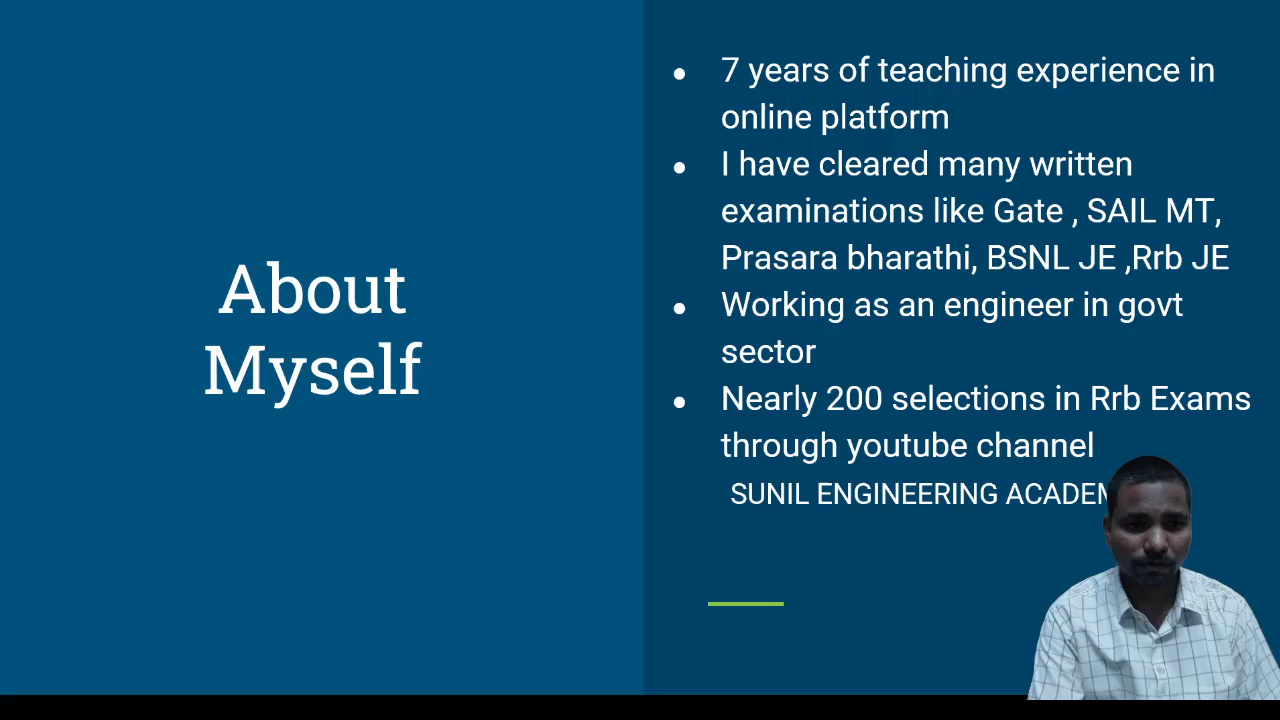 About
Myself
● 7 years of teaching experience in
online platform
● I have cleared many written
examinations like Gate , SAIL MT,
Prasara bharathi, BSNL JE ,Rrb JE
● Working as an engineer in govt
sector
● Nearly 200 selections in Rrb Exams
through youtube channel
SUNIL ENGINEERING